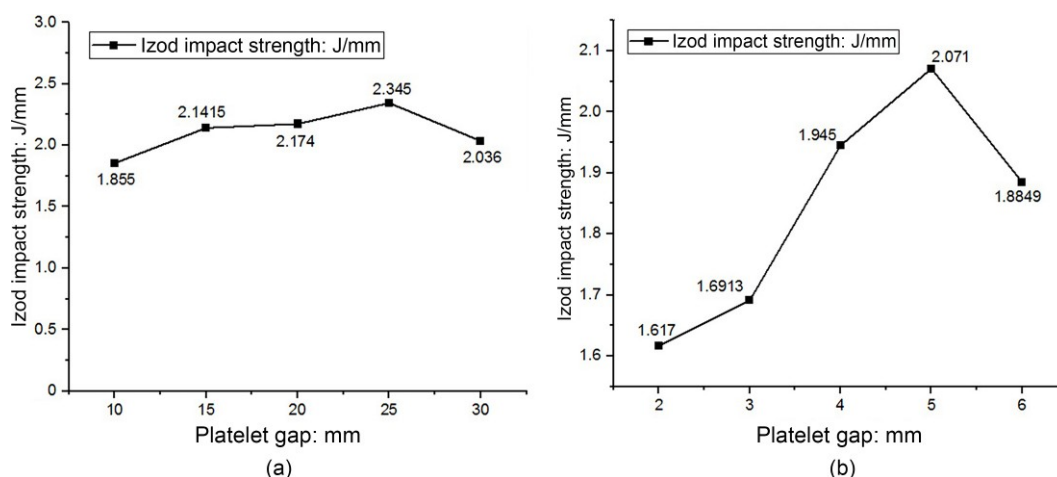 3.0
2.5
2.0
1.5
1.0
0.5
0
Izod impact strength: J/mm
Izod impact strength: J/mm
1.855
2.1415
2.174
2.345
2.036
10 15 20 25 30
Platelet gap: mm
(a)
2.1
2.0
1.9
1.8
1.7
1.6
Izod impact strength: J/mm
Izod impact strength: J/mm
1.617
1.6913
1.945
2.071
1.8849
2 3 4 5 6
Platelet gap: mm
(b)